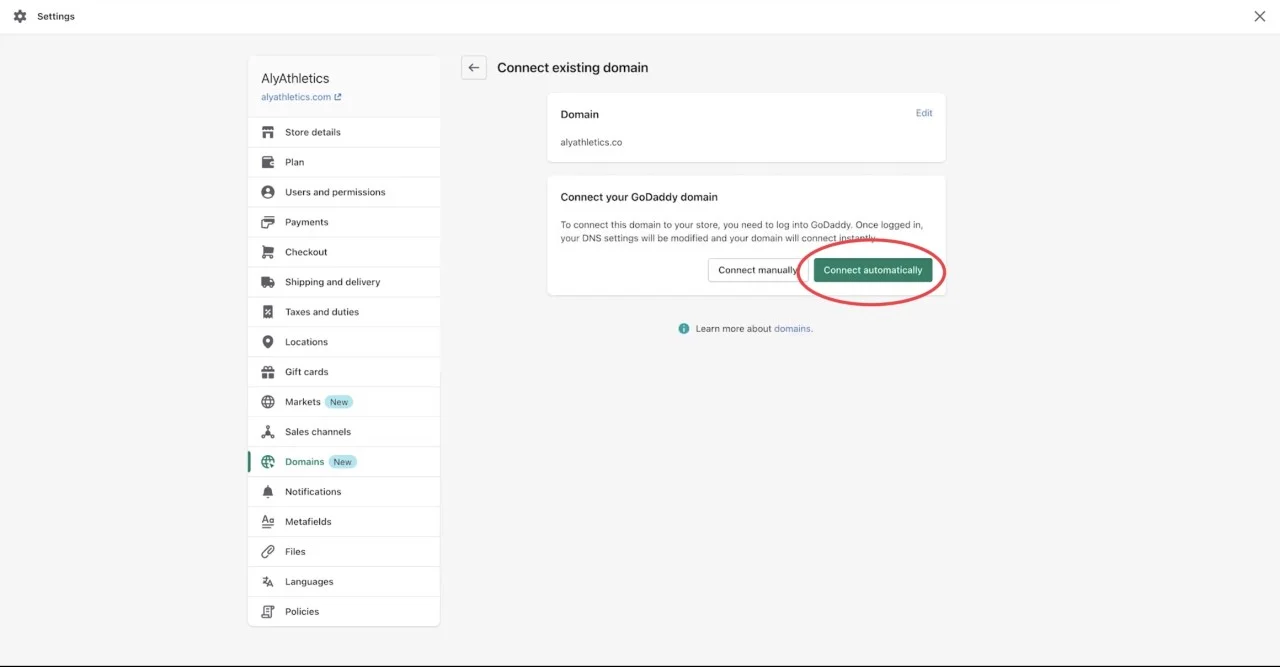 Settings
AlyAthletics
alyathletics.com
Store details
Plan
Users and permissions
Payments
Checkout
Shipping and delivery
Taxes and duties
Locations
Gift cards
Markets New
Sales channels
Domains New
Notifications
Metafields
Files
Languages
Policies
Connect existing domain
Domain
Edit
alyathletics.co
Connect your GoDaddy domain
To connect this domain to your store, you need to log into GoDaddy. Once logged in,
your DNS settings will be modified and your domain will connect instantly.
Connect manually
Connect automatically
Learn more about domains.